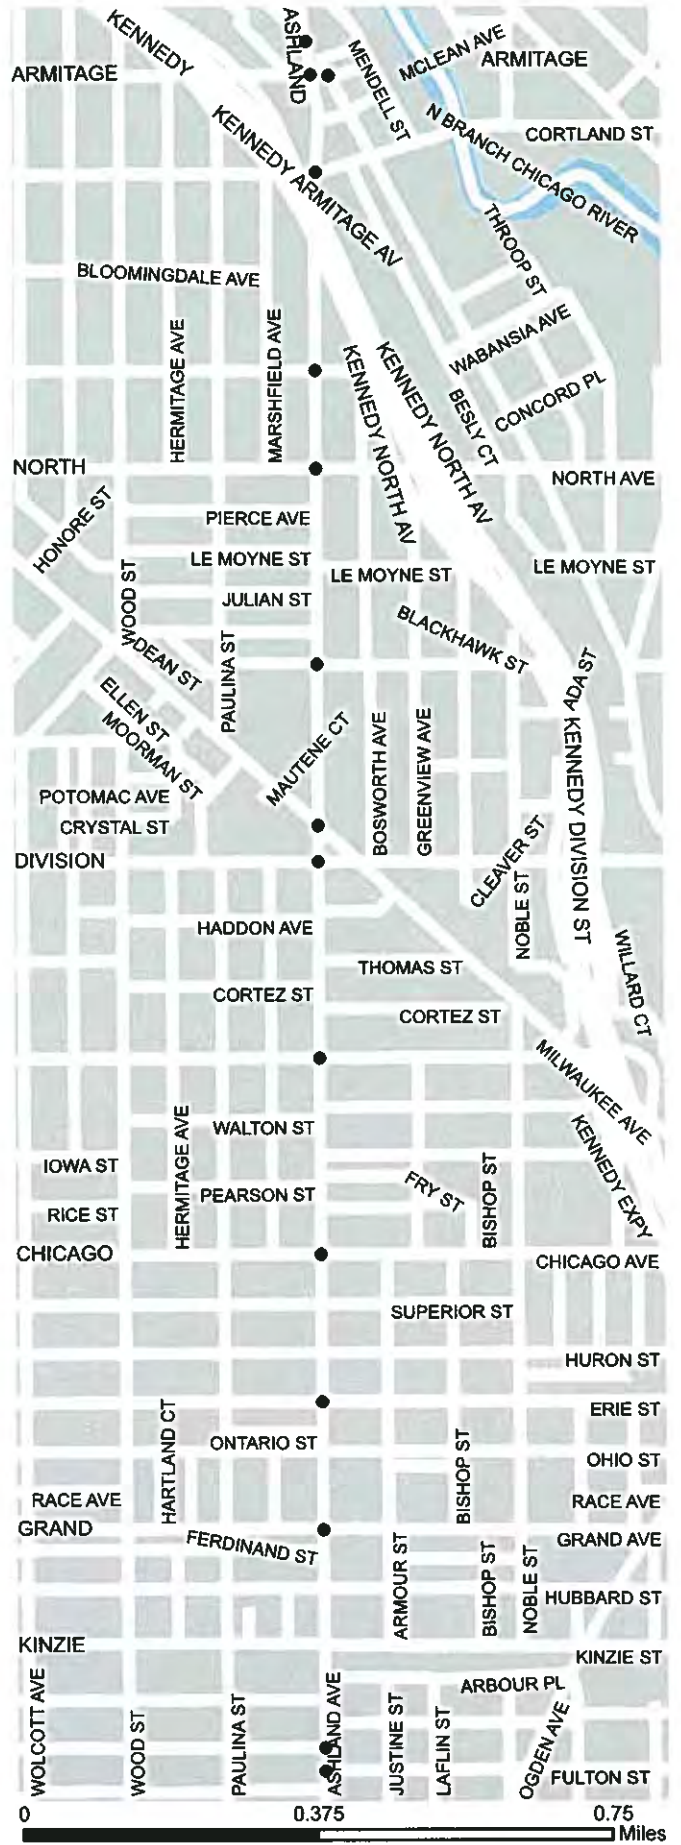 KENNEDY
ASHLAND
MENDELL ST
MCLEAN AVE
ARMITAGE
ARMITAGE
KENNEDY ARMITAGE AV
N BRANCH CHICAGO RIVER
CORTLAND ST
THROOP ST
BLOOMINGDALE AVE
HERMITAGE AVE
MARSHFIELD AVE
KENNEDY NORTH AV
KENNEDY NORTH AV
WABANSIA AVE
BESLY CT
CONCORD PL
NORTH
NORTH AVE
HONORE ST
PIERCE AVE
LE MOYNE ST
LE MOYNE ST
LE MOYNE ST
WOOD ST
JULIAN ST
BLACKHAWK ST
DEAN ST
PAULINA ST
ADA ST
ELLEN ST
MOORMAN ST
MAUTENE CT
BOSWORTH AVE
GREENVIEW AVE
KENNEDY DIVISION ST
POTOMAC AVE
CRYSTAL ST
CLEAVER ST
DIVISION
NOBLE ST
HADDON AVE
WILLARD CT
THOMAS ST
CORTEZ ST
CORTEZ ST
MILWAUKEE AVE
HERMITAGE AVE
WALTON ST
KENNEDY EXPY
IOWA ST
FRY ST
BISHOP ST
PEARSON ST
RICE ST
CHICAGO
CHICAGO AVE
SUPERIOR ST
HURON ST
HARTLAND CT
ERIE ST
ONTARIO ST
BISHOP ST
OHIO ST
RACE AVE
RACE AVE
GRAND
FERDINAND ST
GRAND AVE
ARMOUR ST
BISHOP ST
NOBLE ST
HUBBARD ST
KINZIE
KINZIE ST
WOLCOTT AVE
WOOD ST
PAULINA ST
ASHLAND AVE
JUSTINE ST
LAFLIN ST
ARBOUR PL
OGDEN AVE
FULTON ST
0 0.375 0.75
Miles